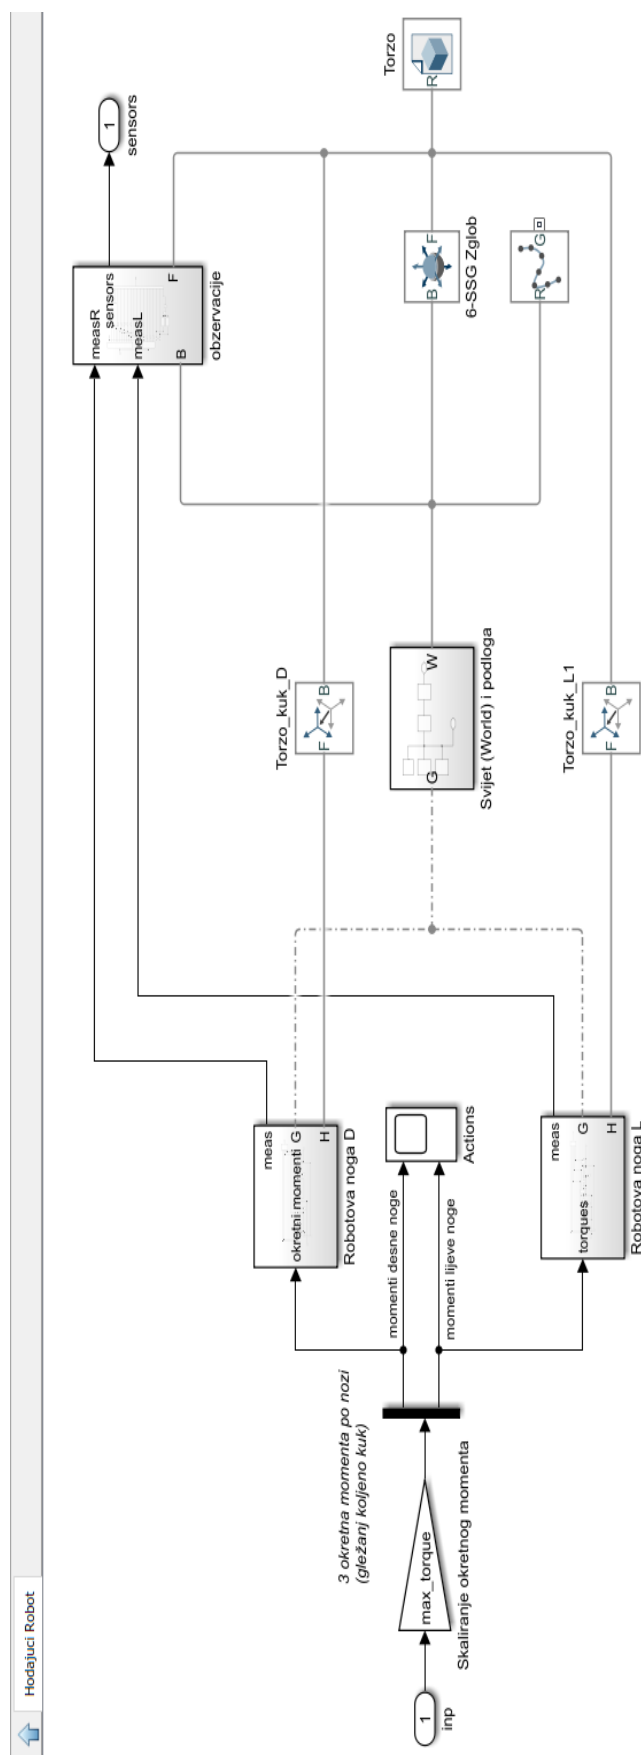 Hodajuci Robot
1
inp
max_torque
Skaliranje okretnog momenta
3 okretna momenta po nozi
(gležanj koljeno kuk)
momenti desne noge
momenti lijeve noge
Actions
okretni momenti
meas
G
H
Robotova noga D
torques
meas
G
H
Robotova noga L
Torzo_kuk_D
F
B
G
W
Svijet (World) i podloga
Torzo_kuk_L1
F
B
measR
sensors
measL
B
F
obzervacije
1
sensors
B
F
6-SSG Zglob
R
G
Torzo
R